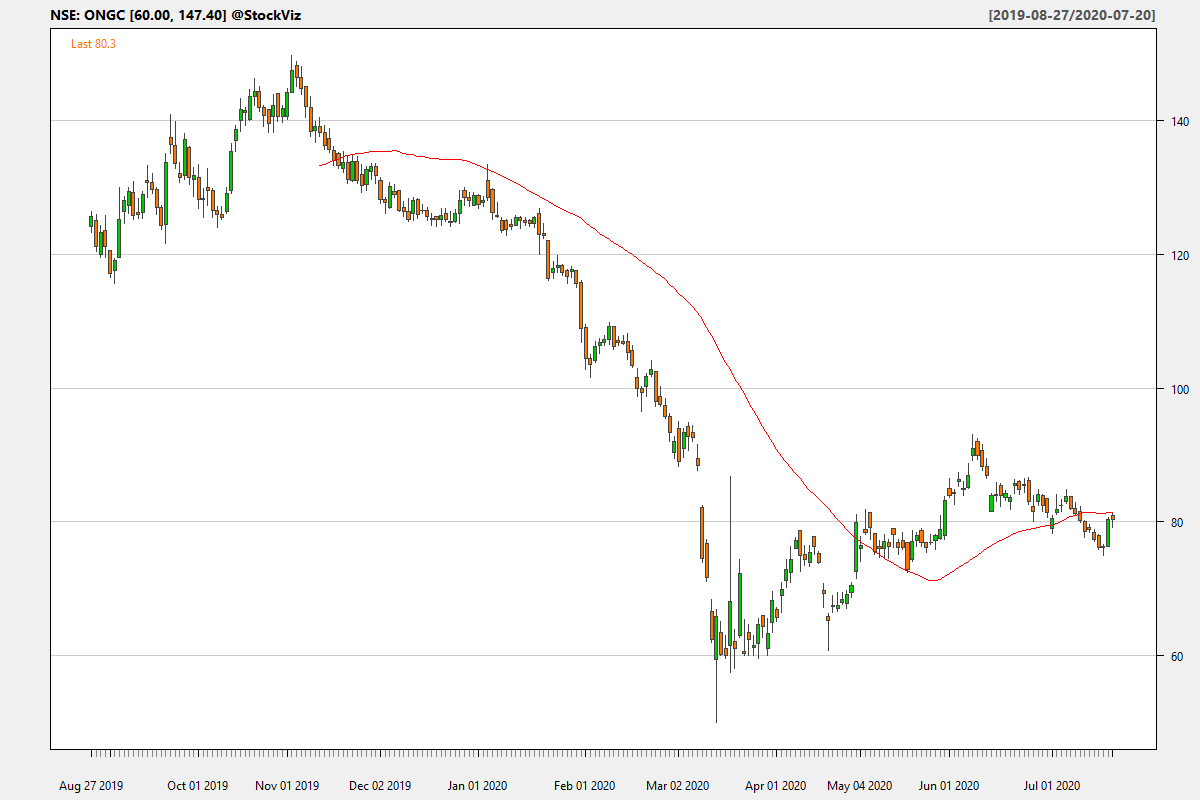 NSE: ONGC [60.00, 147.40] @StockViz
[2019-08-27/2020-07-20]
Last 80.3
140
120
100
80
60
Aug 27 2019 Oct 01 2019 Nov 01 2019 Dec 02 2019 Jan 01 2020 Feb 01 2020 Mar 02 2020 Apr 01 2020 May 04 2020 Jun 01 2020 Jul 01 2020